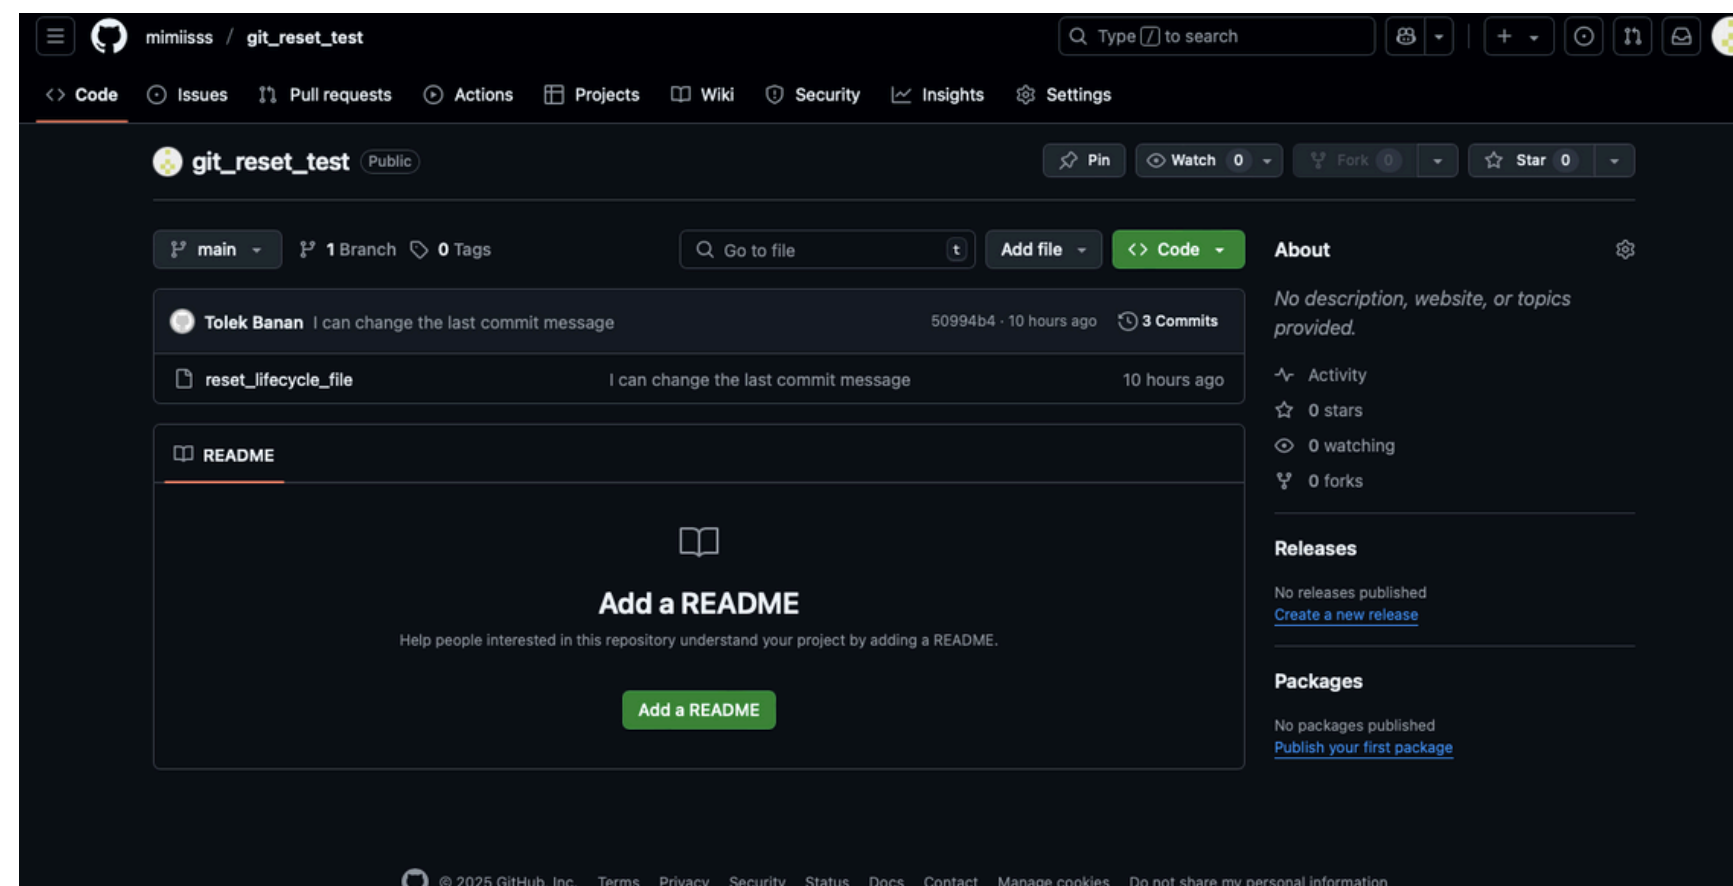 mimiisss / git_reset_test
Type / to search
Code Issues Pull requests Actions Projects Wiki Security Insights Settings
git_reset_test Public
Pin Watch 0 Fork 0 Star 0
main 1 Branch 0 Tags Go to file t Add file Code
Tolek Banan I can change the last commit message 50994b4 · 10 hours ago 3 Commits
reset_lifecycle_file I can change the last commit message 10 hours ago
README
Add a README
Help people interested in this repository understand your project by adding a README.
Add a README
About
No description, website, or topics
provided.
Activity
0 stars
0 watching
0 forks
Releases
No releases published
Create a new release
Packages
No packages published
Publish your first package
© 2025 GitHub, Inc. Terms Privacy Security Status Docs Contact Manage cookies Do not share my personal information